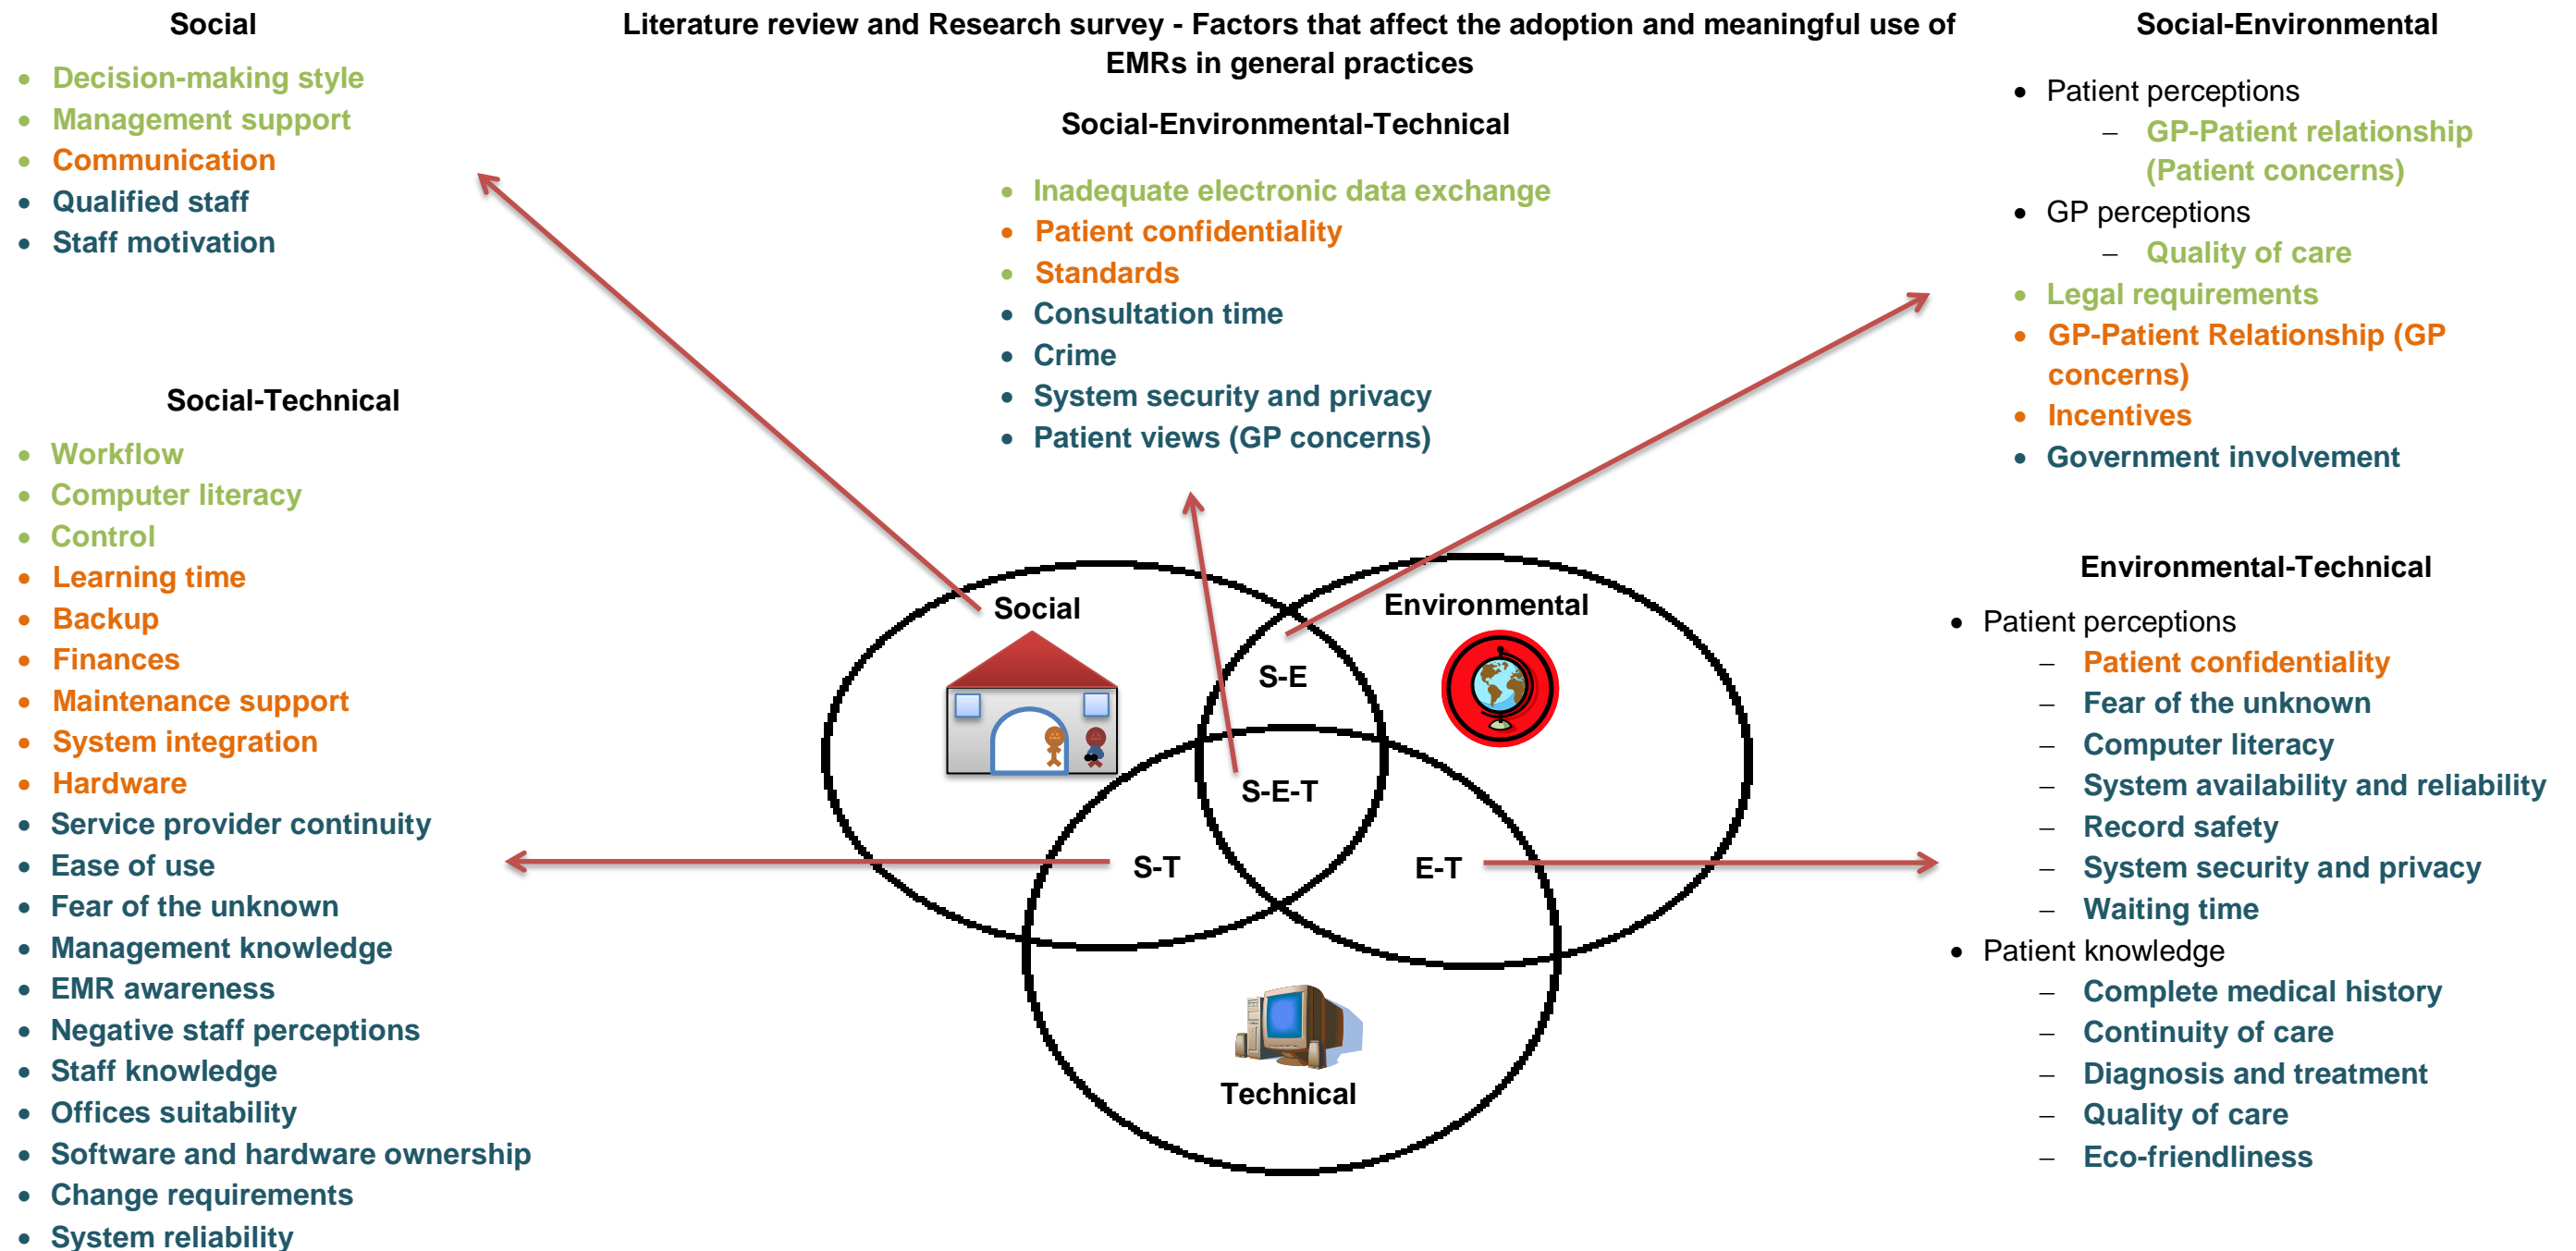 Literature review and Research survey - Factors that affect the adoption and meaningful use of
EMRs in general practices
Social
• Decision-making style
• Management support
• Communication
• Qualified staff
• Staff motivation
Social-Technical
• Workflow
• Computer literacy
• Control
• Learning time
• Backup
• Finances
• Maintenance support
• System integration
• Hardware
• Service provider continuity
• Ease of use
• Fear of the unknown
• Management knowledge
• EMR awareness
• Negative staff perceptions
• Staff knowledge
• Offices suitability
• Software and hardware ownership
• Change requirements
• System reliability
Social-Environmental-Technical
• Inadequate electronic data exchange
• Patient confidentiality
• Standards
• Consultation time
• Crime
• System security and privacy
• Patient views (GP concerns)
Social
Environmental
S-E
S-E-T
S-T
E-T
Technical
Social-Environmental
• Patient perceptions
– GP-Patient relationship
(Patient concerns)
• GP perceptions
– Quality of care
• Legal requirements
• GP-Patient Relationship (GP
concerns)
• Incentives
• Government involvement
Environmental-Technical
• Patient perceptions
– Patient confidentiality
– Fear of the unknown
– Computer literacy
– System availability and reliability
– Record safety
– System security and privacy
– Waiting time
• Patient knowledge
– Complete medical history
– Continuity of care
– Diagnosis and treatment
– Quality of care
– Eco-friendliness